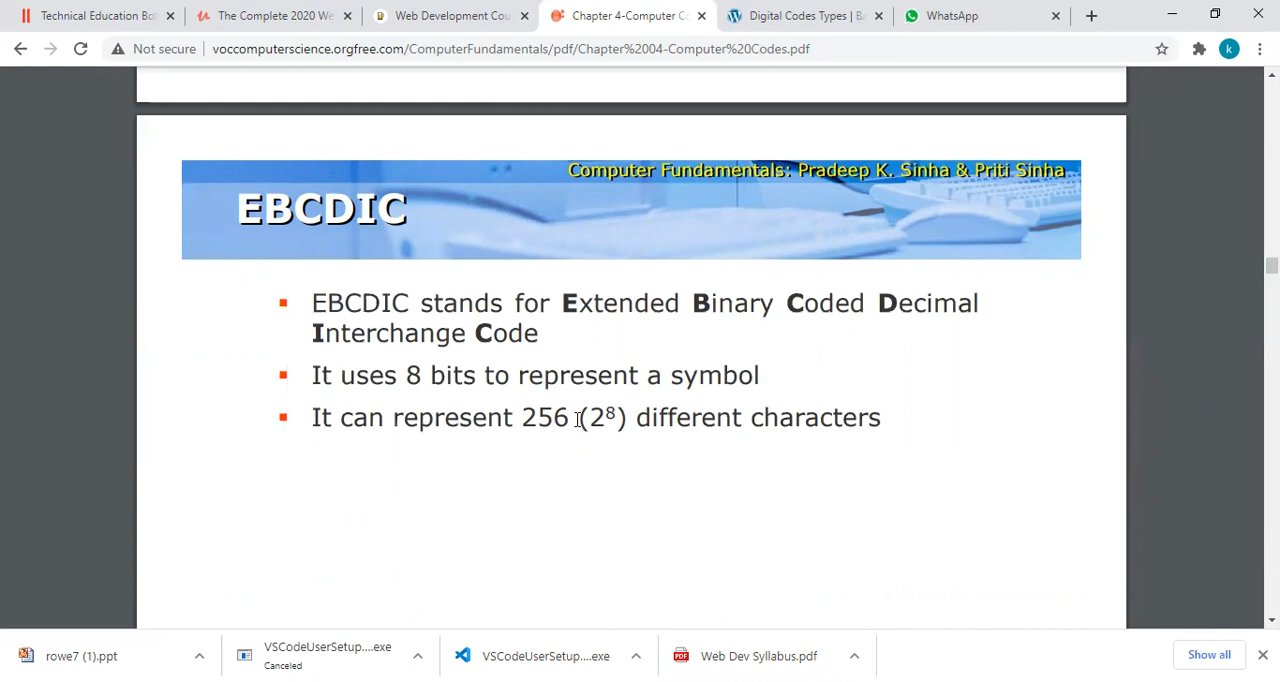 Technical Education Bo
The Complete 2020 We
Web Development Cou
Chapter 4-Computer C
Digital Codes Types | Ba
WhatsApp
Not secure voccomputerscience.orgfree.com/ComputerFundamentals/pdf/Chapter%2004-Computer%20Codes.pdf
k
Computer Fundamentals: Pradeep K. Sinha & Priti Sinha
EBCDIC
EBCDIC stands for Extended Binary Coded Decimal
Interchange Code
It uses 8 bits to represent a symbol
It can represent 256 (2⁸) different characters
rowe7 (1).ppt
VSCodeUserSetup....exe
Canceled
VSCodeUserSetup....exe
Web Dev Syllabus.pdf
Show all